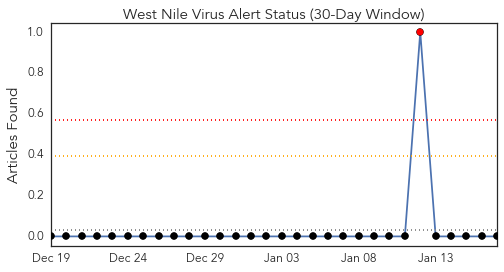 West Nile Virus Alert Status (30-Day Window)
Articles Found
1.0
0.8
0.6
0.4
0.2
0.0
Dec 19 Dec 24 Dec 29 Jan 03 Jan 08 Jan 13